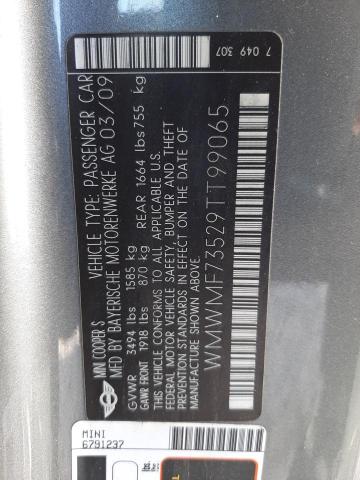 MINI COOPER S
VEHICLE TYPE: PASSENGER CAR
MFD BY BAYERISCHE MOTORENWERKE AG 03/09
GVWR 3494 lbs 1585 kg
GAWR FRONT 1918 lbs 870 kg REAR 1664 lbs 755 kg
THIS VEHICLE CONFORMS TO ALL APPLICABLE U.S.
FEDERAL MOTOR VEHICLE SAFETY, BUMPER AND THEFT
PREVENTION STANDARDS IN EFFECT ON THE DATE OF
MANUFACTURE SHOWN ABOVE.
WMWMF73529TT99065
7 049 307
MINI
6791237